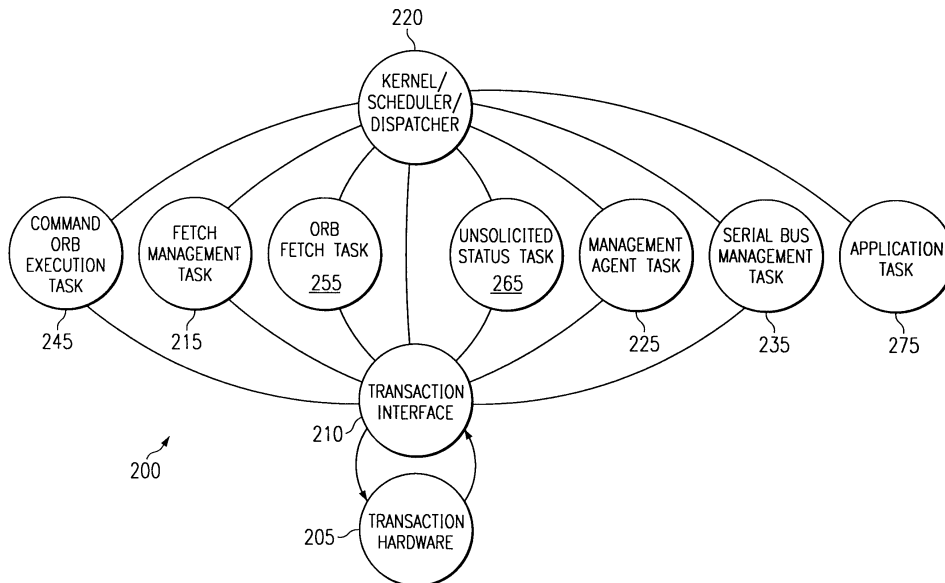 220
KERNEL/
SCHEDULER/
DISPATCHER
COMMAND
ORB
EXECUTION
TASK
245
FETCH
MANAGEMENT
TASK
215
ORB
FETCH TASK
255
UNSOLICITED
STATUS TASK
265
MANAGEMENT
AGENT TASK
225
SERIAL BUS
MANAGEMENT
TASK
235
APPLICATION
TASK
275
TRANSACTION
INTERFACE
210
200
TRANSACTION
HARDWARE
205